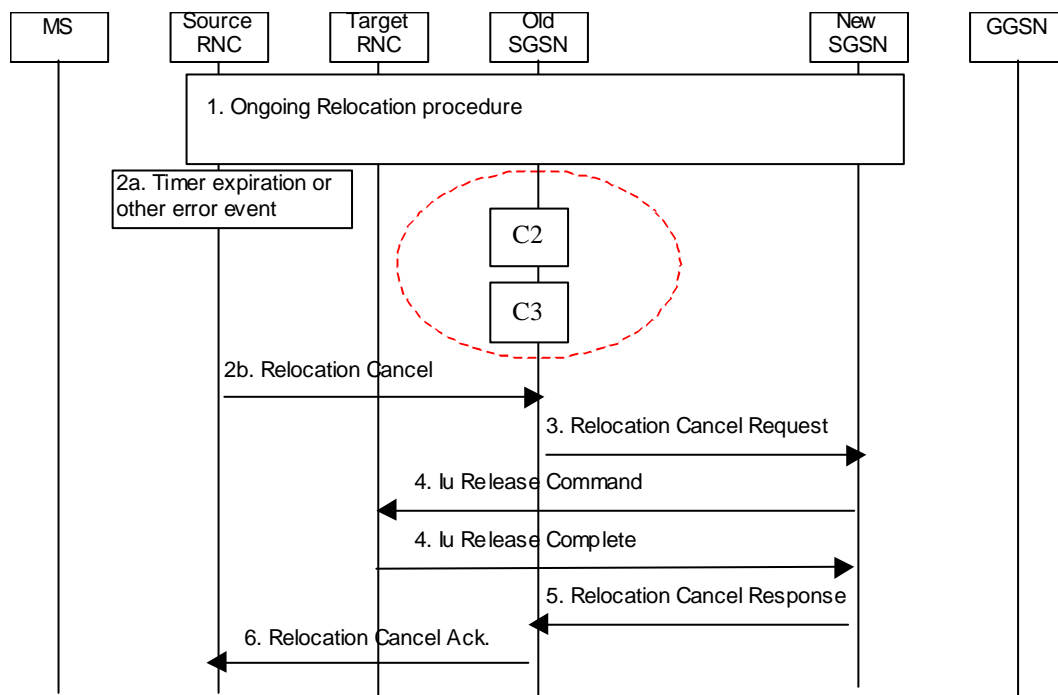 MS
Source
RNC
Target
RNC
Old
SGSN
New
SGSN
GGSN
1. Ongoing Relocation procedure
2a. Timer expiration or
other error event
C2
C3
2b. Relocation Cancel
3. Relocation Cancel Request
4. Iu Release Command
4. Iu Release Complete
5. Relocation Cancel Response
6. Relocation Cancel Ack.